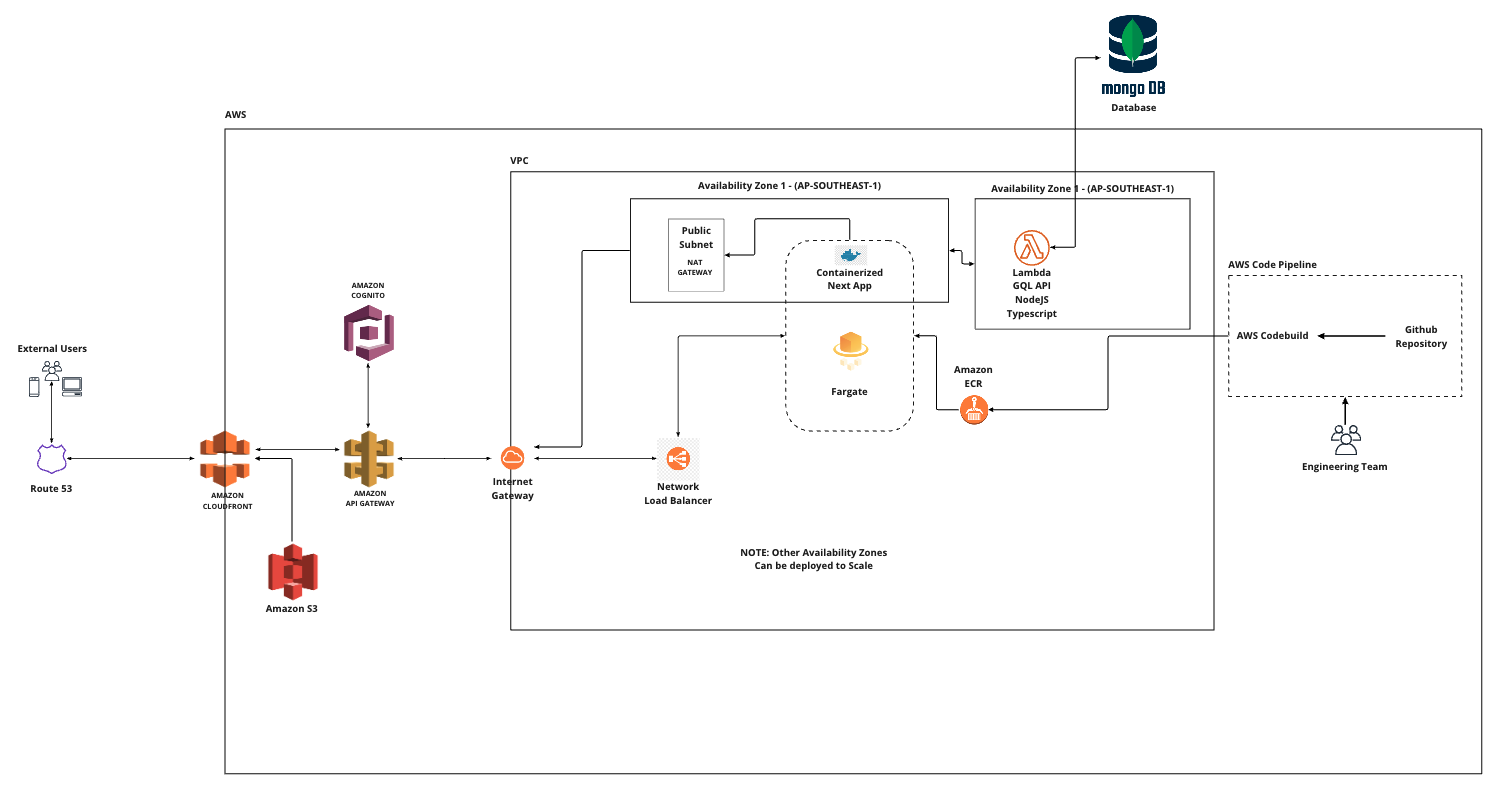 mongo DB
Database
AWS
VPC
Availability Zone 1 - (AP-SOUTHEAST-1)
Availability Zone 1 - (AP-SOUTHEAST-1)
Public
Subnet
NAT
GATEWAY
Containerized
Next App
Lambda
GQL API
NodeJS
Typescript
AWS Code Pipeline
AWS Codebuild
Github
Repository
AMAZON
COGNITO
External Users
Fargate
Amazon
ECR
Engineering Team
Route 53
AMAZON
CLOUDFRONT
AMAZON
API GATEWAY
Internet
Gateway
Network
Load Balancer
NOTE: Other Availability Zones
Can be deployed to Scale
Amazon S3